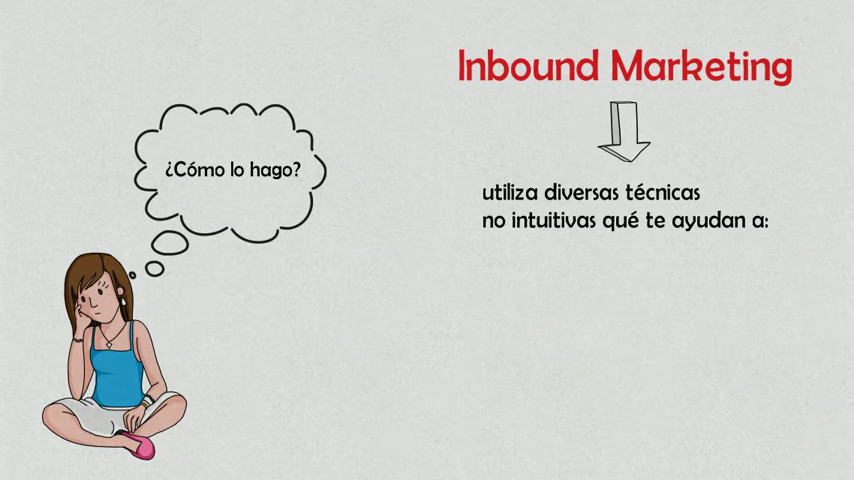 Inbound Marketing
¿Cómo lo hago?
utiliza diversas técnicas
no intuitivas qué te ayudan a: